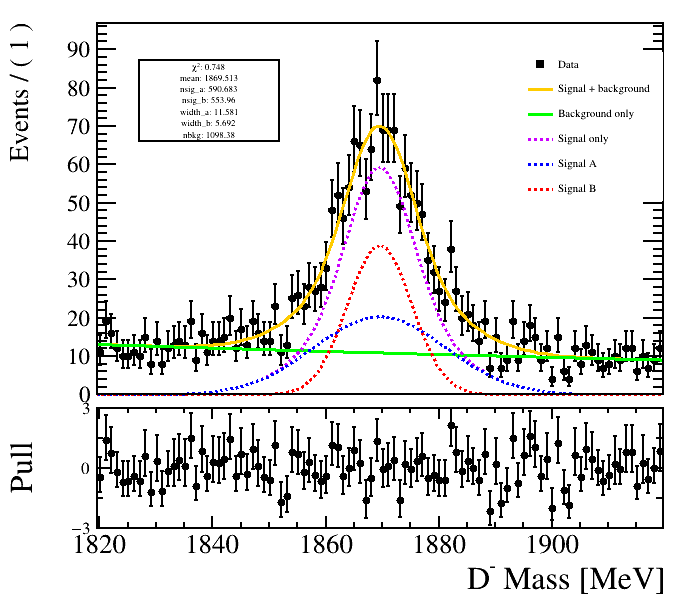 Events / ( 1 )
90
80
70
60
50
40
30
20
10
0
χ²: 0.748
mean: 1869.513
nsig_a: 590.683
nsig_b: 553.96
width_a: 11.581
width_b: 5.692
nbkg: 1098.38
Data
Signal + background
Background only
Signal only
Signal A
Signal B
Pull
3
0
−3
1820 1840 1860 1880 1900
D⁻ Mass [MeV]